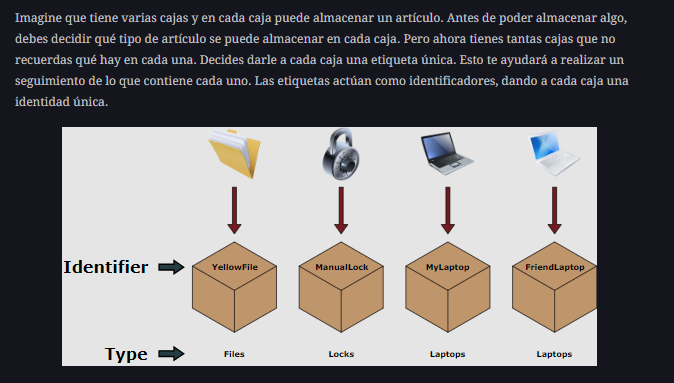 Imagine que tiene varias cajas y en cada caja puede almacenar un artículo. Antes de poder almacenar algo,
debes decidir qué tipo de artículo se puede almacenar en cada caja. Pero ahora tienes tantas cajas que no
recuerdas qué hay en cada una. Decides darle a cada caja una etiqueta única. Esto te ayudará a realizar un
seguimiento de lo que contiene cada uno. Las etiquetas actúan como identificadores, dando a cada caja una
identidad única.
Identifier YellowFile ManualLock MyLaptop FriendLaptop
Type Files Locks Laptops Laptops